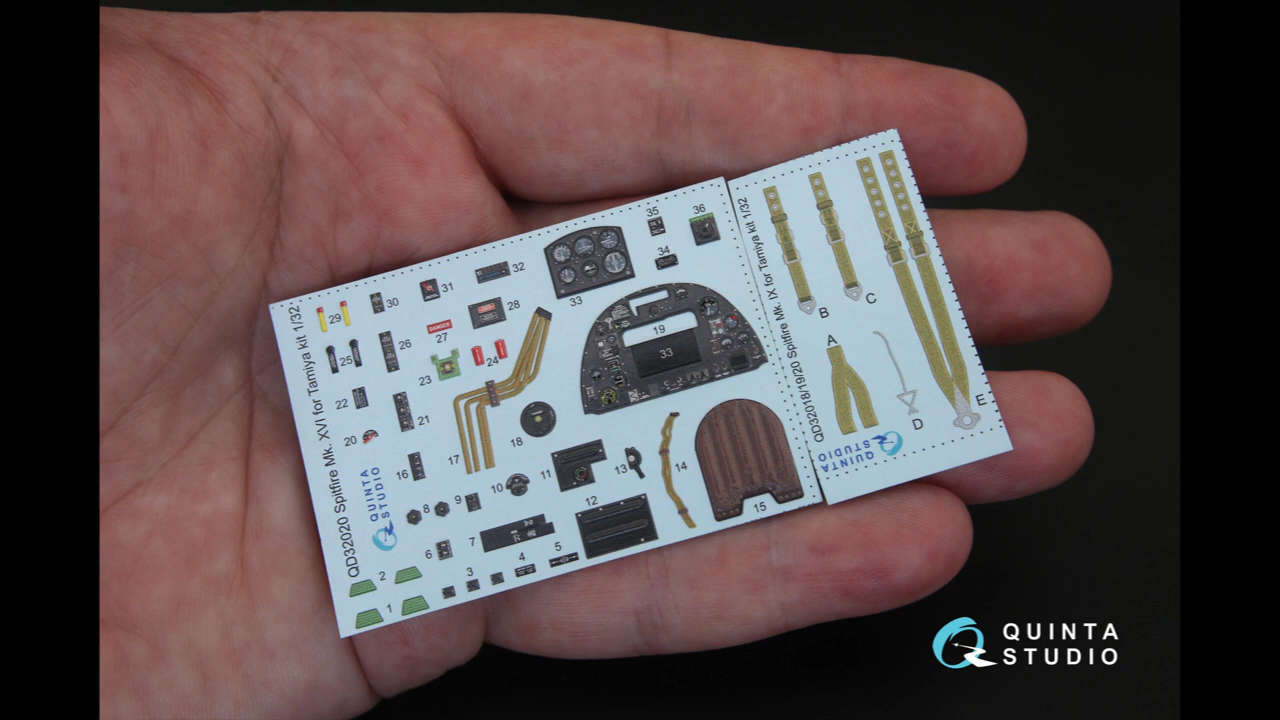 QD32020 Spitfire Mk. XVI for Tamiya kit 1/32
29
30
31
32
33
34
35
36
25
26
27
DANGER
28
22
23
24
19
33
20
21
18
17
16
QUINTA
STUDIO
8
9
10
11
13
14
6
7
12
15
2
3
4
5
1
QD32018/19/20 Spitfire Mk. IX for Tamiya kit 1/32
B
C
A
D
E
QUINTA
STUDIO
QUINTA
STUDIO